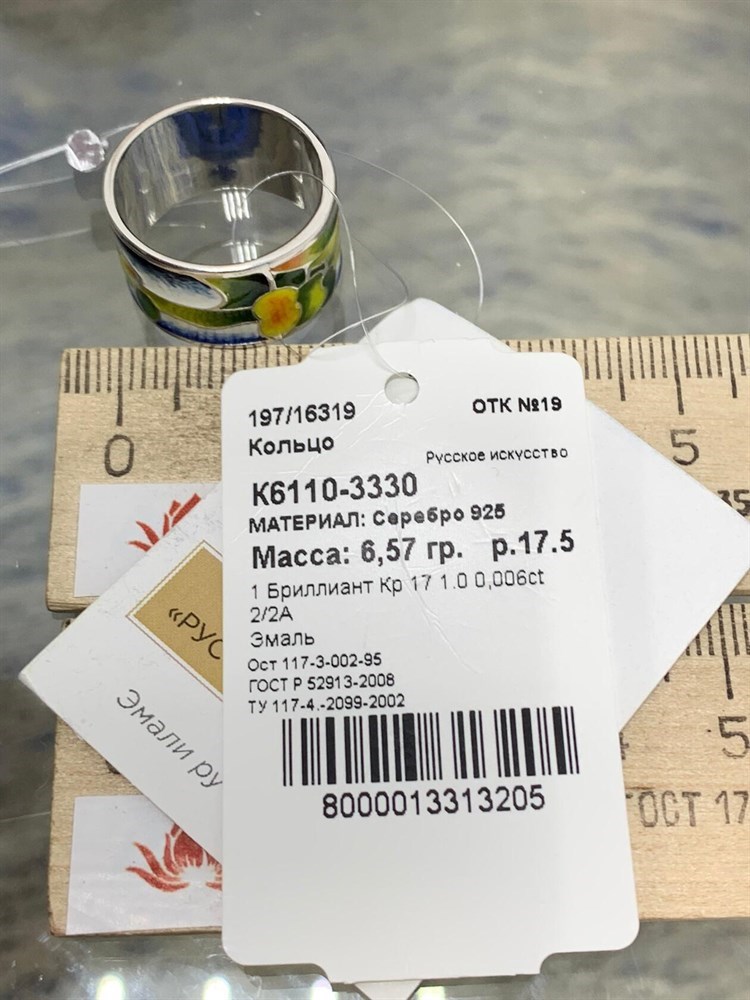 197/16319
ОТК №19
Кольцо
Русское искусство
К6110-3330
МАТЕРИАЛ: Серебро 925
Масса: 6,57 гр. р.17.5
1 Бриллиант Кр 17 1.0 0,006ct
2/2А
Эмаль
Ост 117-3-002-95
ГОСТ Р 52913-2008
ТУ 117-4.-2099-2002
8000013313205
0
5
5
ГОСТ 17
Эмали